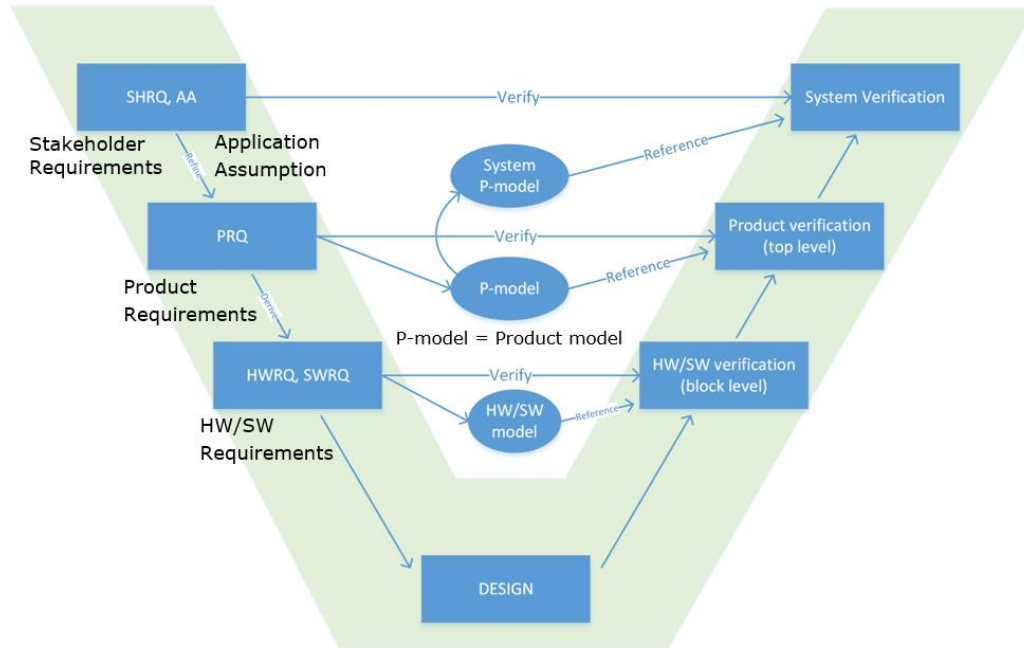 SHRQ, AA
Verify
System Verification
Stakeholder
Requirements
Refine
Application
Assumption
System
P-model
Reference
PRQ
Verify
Product verification
(top level)
Product
Requirements
Derive
P-model
Reference
P-model = Product model
HWRQ, SWRQ
Verify
HW/SW verification
(block level)
HW/SW
Requirements
HW/SW
model
Reference
DESIGN